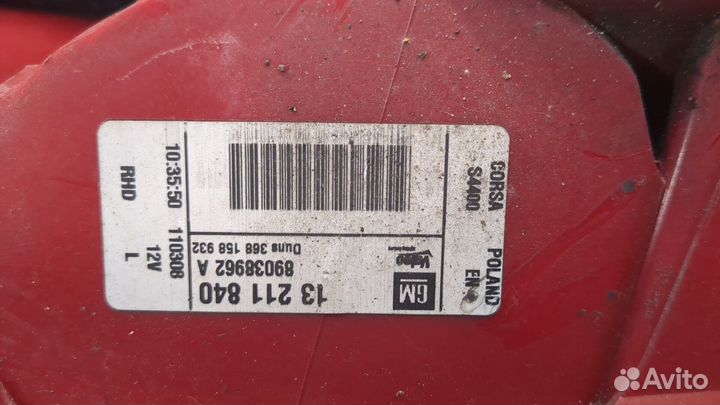 CORSA POLAND
S4400 EN
GM Valeo
13 211 840
89038962 A
Duns 368 158 932
10:35:50 110308
RHD 12V L
Avito